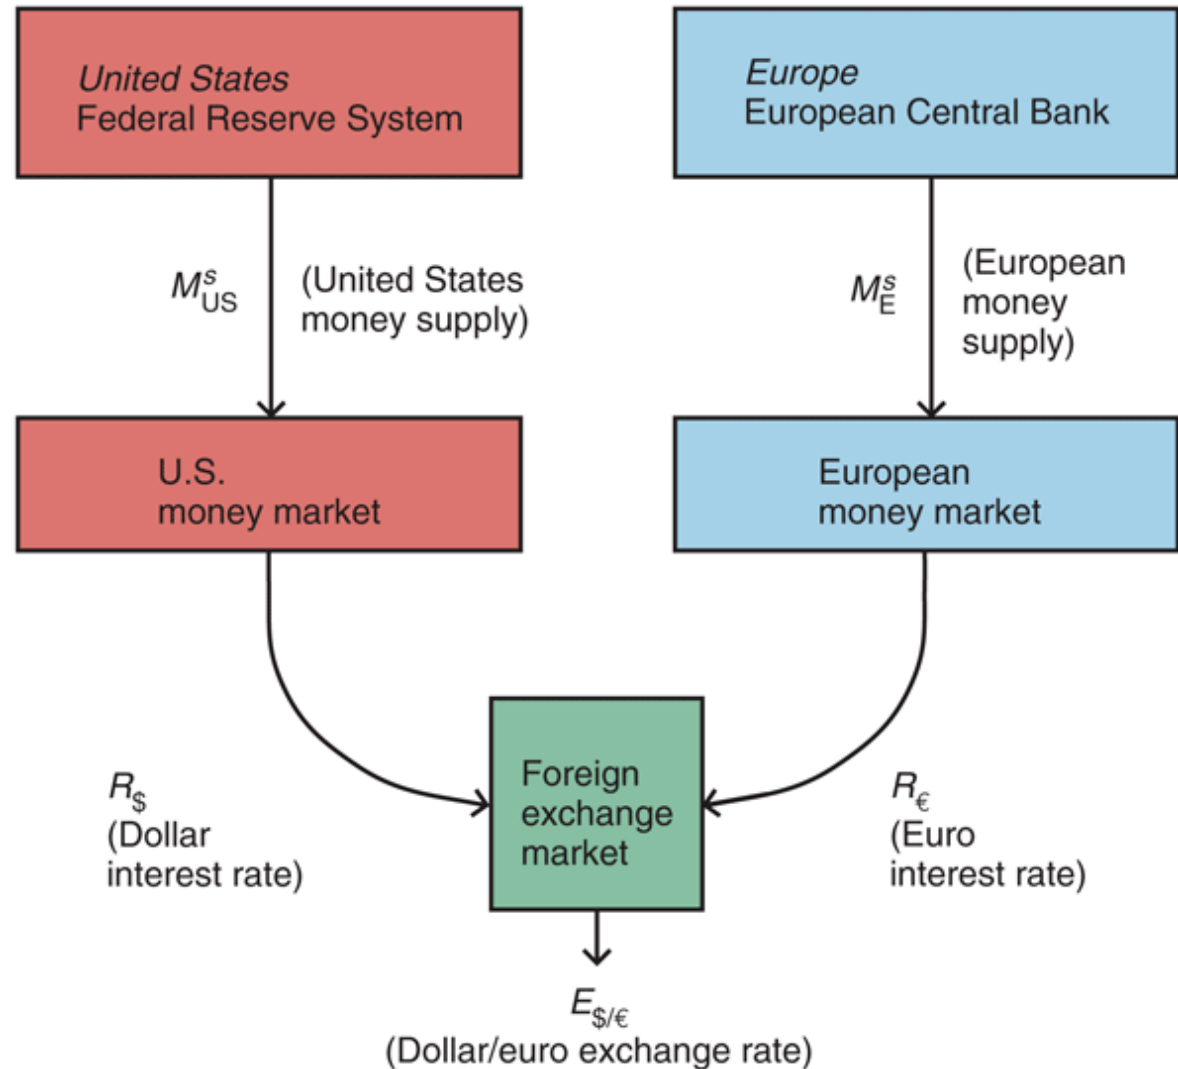 United States
Federal Reserve System
Europe
European Central Bank
M^s_US
(United States
money supply)
M^s_E
(European
money
supply)
U.S.
money market
European
money market
R_$
(Dollar
interest rate)
Foreign
exchange
market
R_€
(Euro
interest rate)
E_$/€
(Dollar/euro exchange rate)